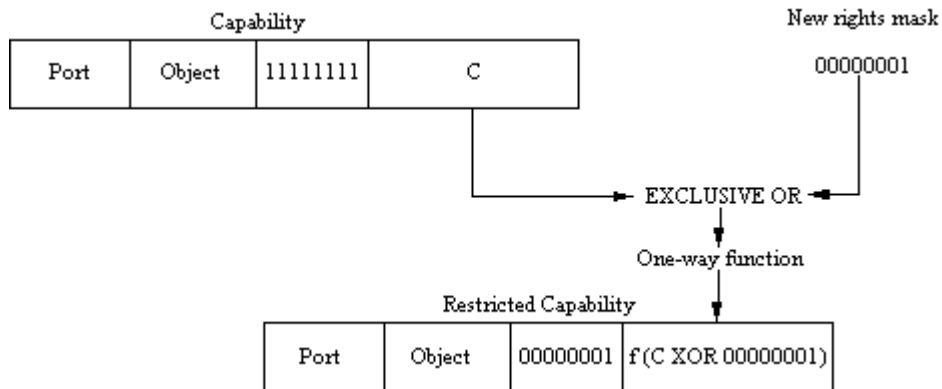 Capability
New rights mask
Port Object 11111111 C
00000001
EXCLUSIVE OR
One-way function
Restricted Capability
Port Object 00000001 f (C XOR 00000001)